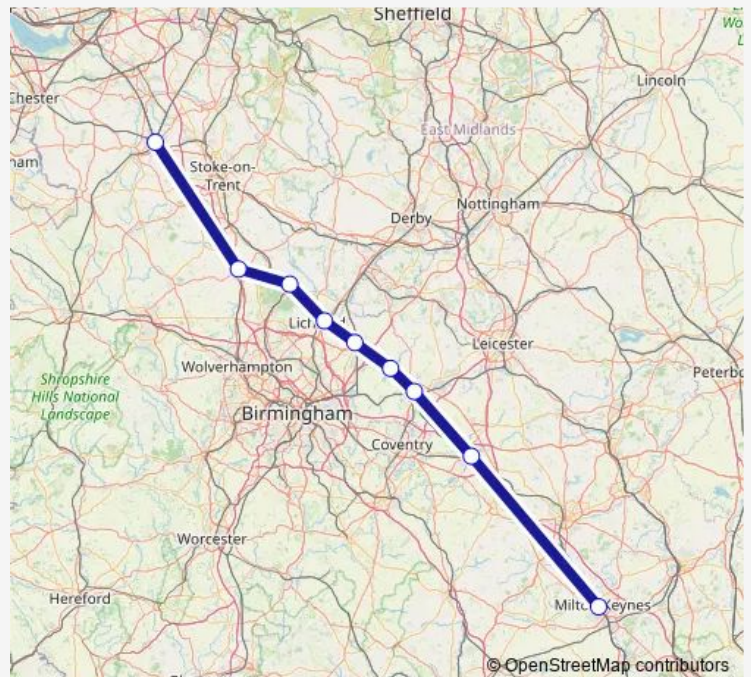 Sheffield
Chester
Lincoln
East Midlands
Stoke-on-
Trent
Nottingham
Derby
Leicester
Wolverhampton
Peterbo
Shropshire
Hills National
Landscape
Birmingham
Coventry
Worcester
Hereford
© OpenStreetMap contributors